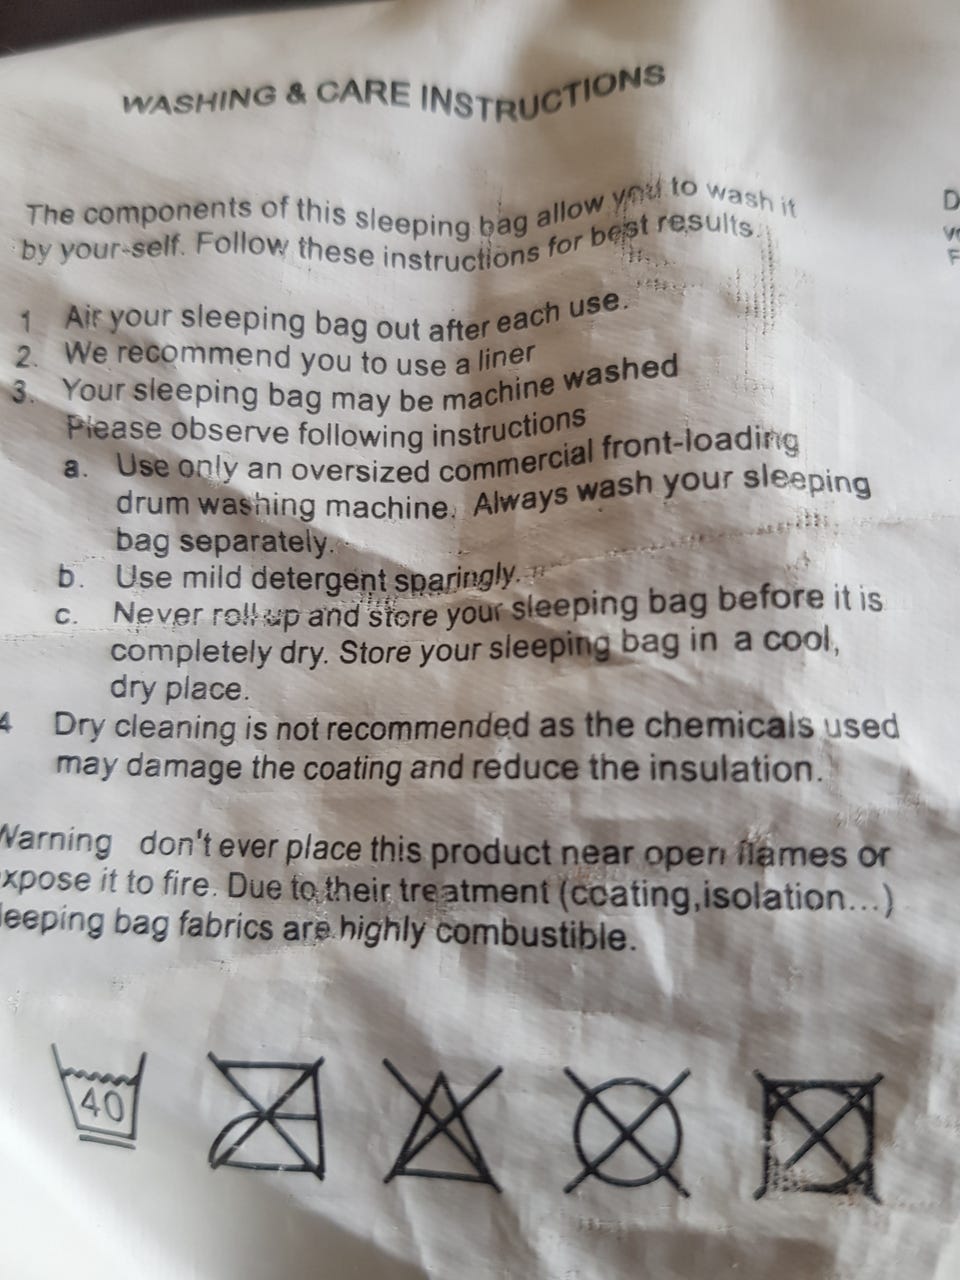 WASHING & CARE INSTRUCTIONS
The components of this sleeping bag allow you to wash it
by your-self. Follow these instructions for best results.
1 Air your sleeping bag out after each use.
2. We recommend you to use a liner
3. Your sleeping bag may be machine washed
Please observe following instructions
a. Use only an oversized commercial front-loading
drum washing machine. Always wash your sleeping
bag separately.
b. Use mild detergent sparingly.
c. Never roll up and store your sleeping bag before it is
completely dry. Store your sleeping bag in a cool,
dry place.
4 Dry cleaning is not recommended as the chemicals used
may damage the coating and reduce the insulation.
Warning don't ever place this product near open flames or
xpose it to fire. Due to their treatment (coating,isolation...)
leeping bag fabrics are highly combustible.
40